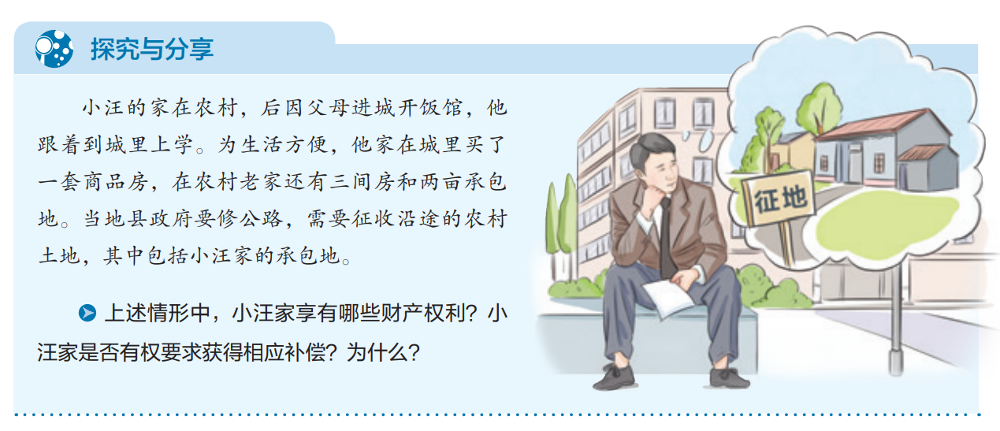 探究与分享
小汪的家在农村，后因父母进城开饭馆，他
跟着到城里上学。为生活方便，他家在城里买了
一套商品房，在农村老家还有三间房和两亩承包
地。当地县政府要修公路，需要征收沿途的农村
土地，其中包括小汪家的承包地。
上述情形中，小汪家享有哪些财产权利？小
汪家是否有权要求获得相应补偿？为什么？
征地